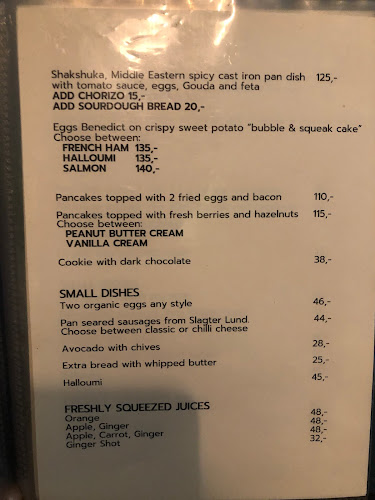 Shakshuka, Middle Eastern spicy cast iron pan dish 125,-
with tomato sauce, eggs, Gouda and feta
ADD CHORIZO 15,-
ADD SOURDOUGH BREAD 20,-
Eggs Benedict on crispy sweet potato "bubble & squeak cake"
Choose between:
FRENCH HAM 135,-
HALLOUMI 135,-
SALMON 140,-
Pancakes topped with 2 fried eggs and bacon 110,-
Pancakes topped with fresh berries and hazelnuts 115,-
Choose between:
PEANUT BUTTER CREAM
VANILLA CREAM
Cookie with dark chocolate 38,-
SMALL DISHES
Two organic eggs any style 46,-
Pan seared sausages from Slagter Lund. 44,-
Choose between classic or chilli cheese
Avocado with chives 28,-
Extra bread with whipped butter 25,-
Halloumi 45,-
FRESHLY SQUEEZED JUICES
Orange 48,-
Apple, Ginger 48,-
Apple, Carrot, Ginger 48,-
Ginger Shot 32,-